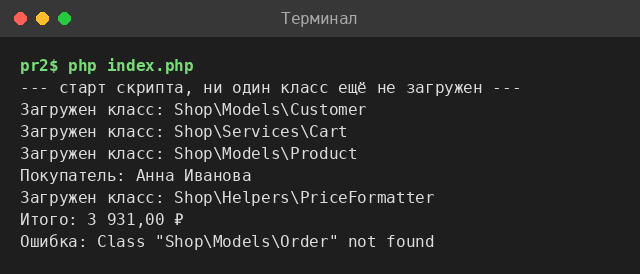 Терминал
pr2$ php index.php
--- старт скрипта, ни один класс ещё не загружен ---
Загружен класс: Shop\Models\Customer
Загружен класс: Shop\Services\Cart
Загружен класс: Shop\Models\Product
Покупатель: Анна Иванова
Загружен класс: Shop\Helpers\PriceFormatter
Итого: 3 931,00 ₽
Ошибка: Class "Shop\Models\Order" not found